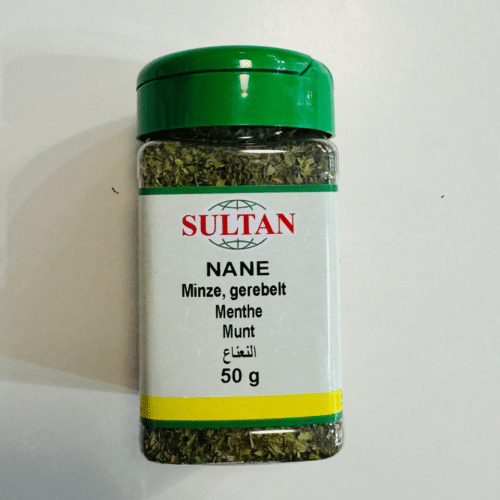 SULTAN
NANE
Minze, gerebelt
Menthe
Munt
النعناع
50 g